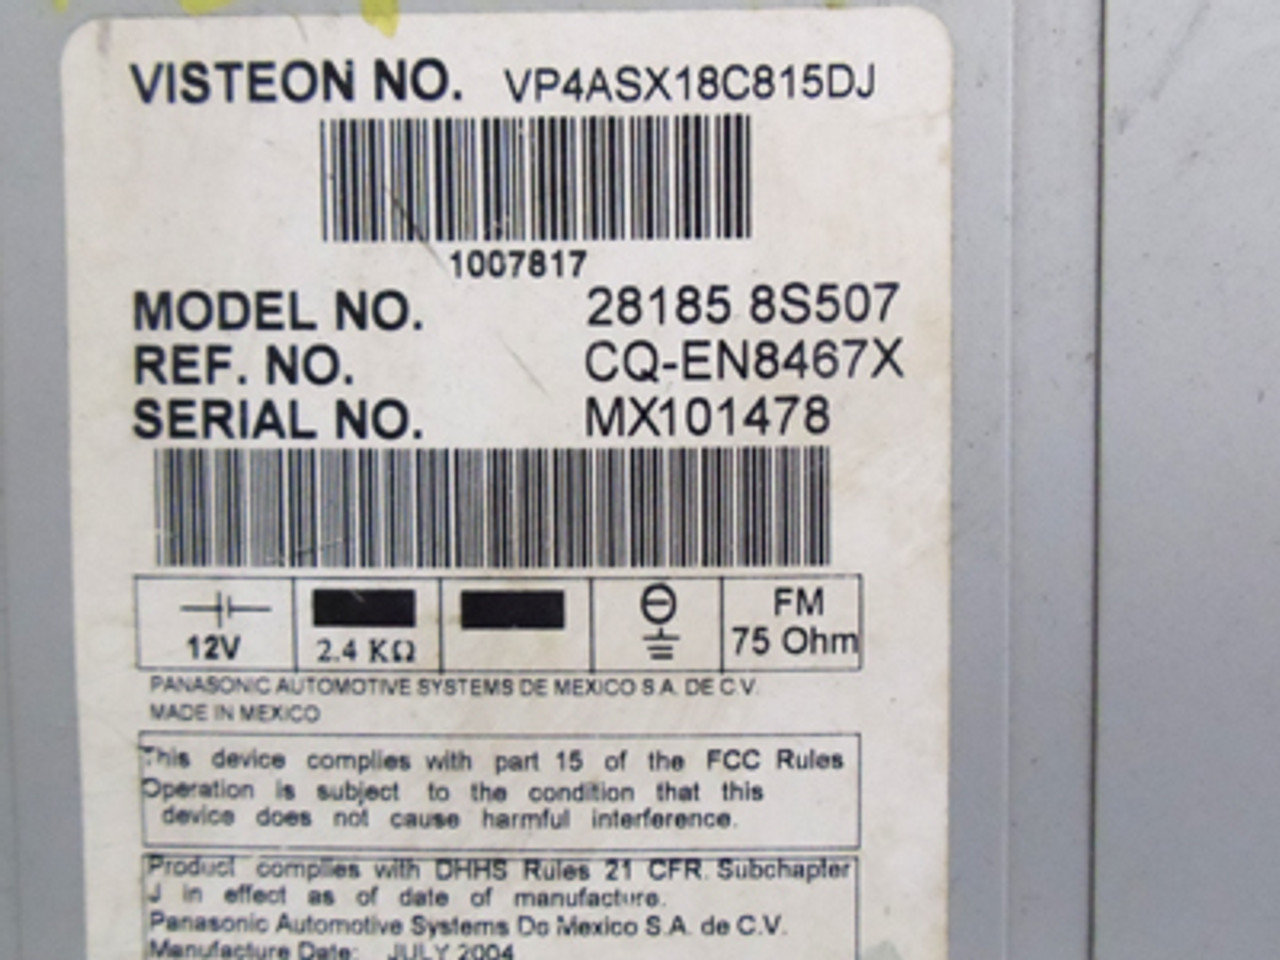 VISTEON NO. VP4ASX18C815DJ
1007817
MODEL NO. 28185 8S507
REF. NO. CQ-EN8467X
SERIAL NO. MX101478
12V
2.4 KΩ
FM
75 Ohm
PANASONIC AUTOMOTIVE SYSTEMS DE MEXICO S.A. DE C.V.
MADE IN MEXICO
This device complies with part 15 of the FCC Rules
Operation is subject to the condition that this
device does not cause harmful interference.
Product complies with DHHS Rules 21 CFR. Subchapter
J in effect as of date of manufacture.
Panasonic Automotive Systems De Mexico S.A. de C.V.
Manufacture Date: JULY 2004